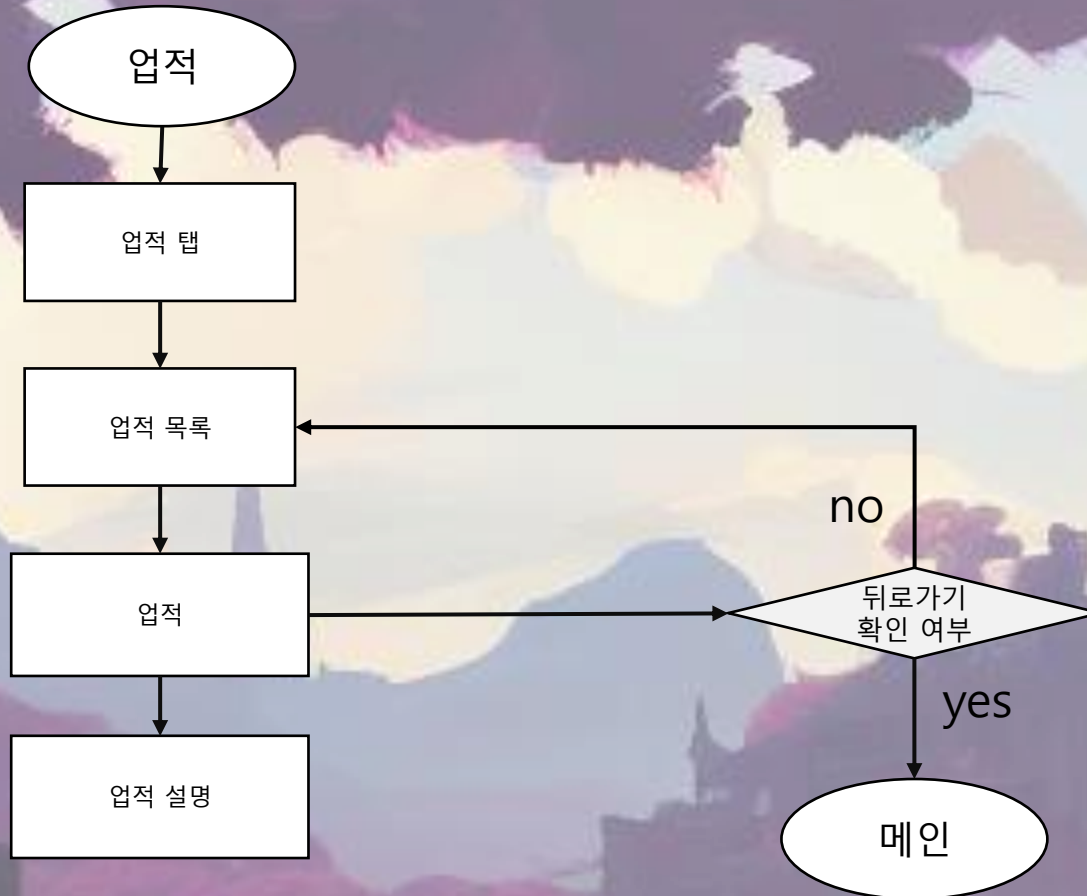 업적
업적 탭
업적 목록
no
업적
뒤로가기
확인 여부
yes
업적 설명
메인